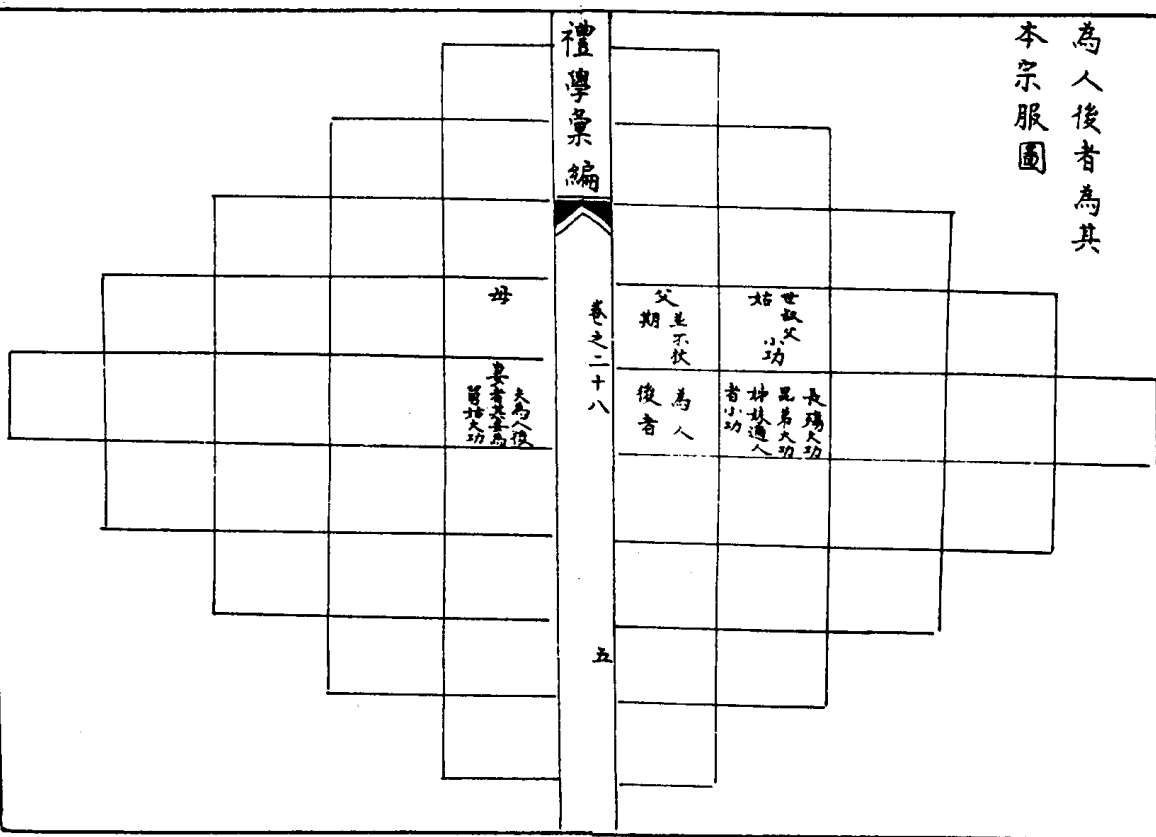 為人後者為其
本宗服圖
世叔父
姑
小功
父
並不杖
期
長殤大功
昆弟大功
姊妹適人
者小功
為人
後者
禮學彙編
卷之二十八
五
母
妻
夫為人後
者其妻為
舅姑大功